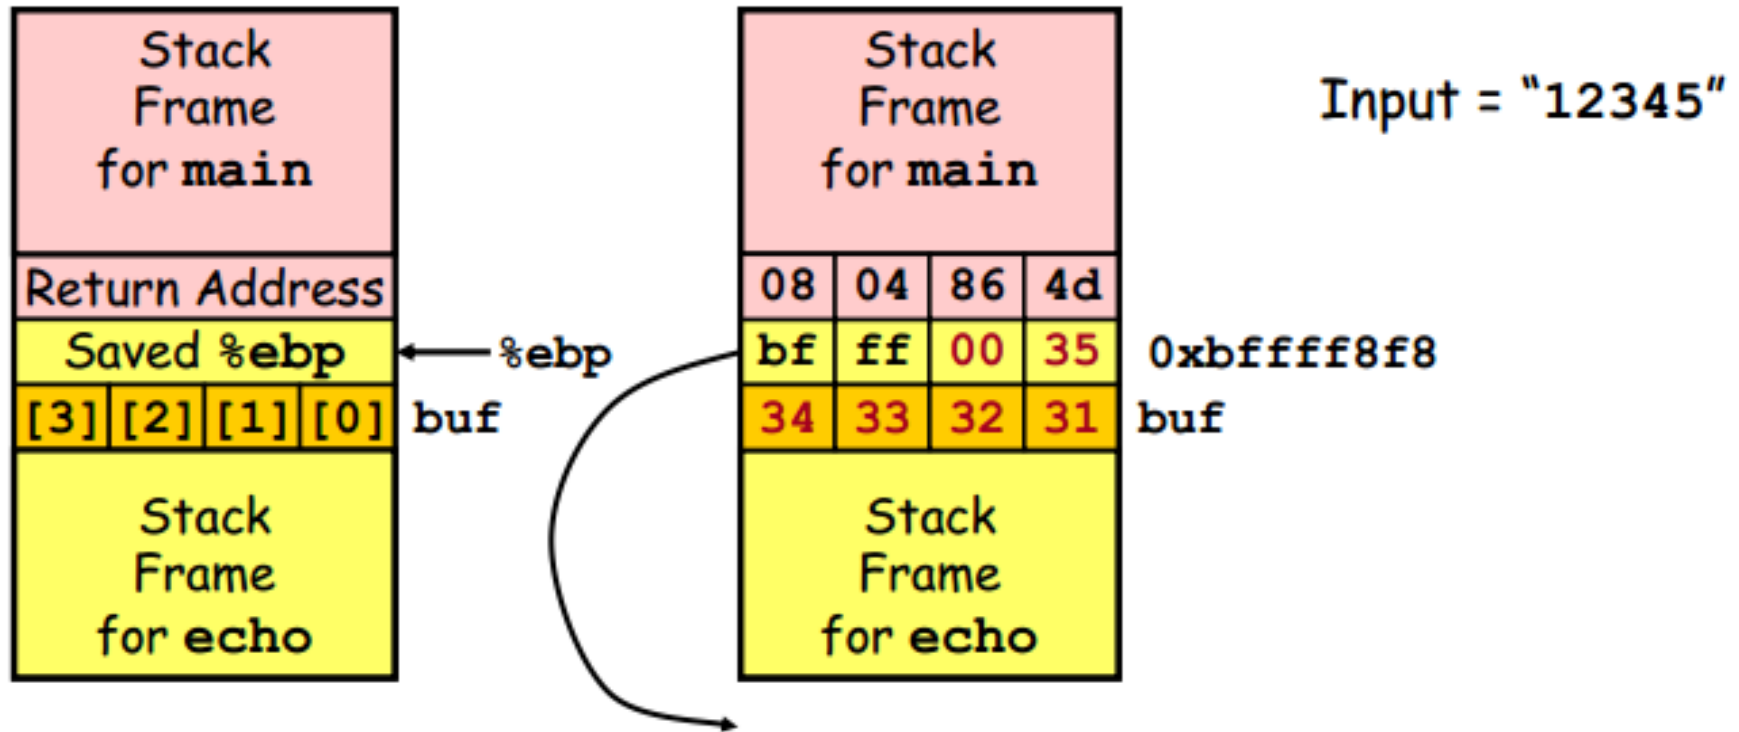 Stack
Frame
for main
Return Address
Saved %ebp
%ebp
[3] [2] [1] [0]
buf
Stack
Frame
for echo
Stack
Frame
for main
08 04 86 4d
bf ff 00 35
0xbffff8f8
34 33 32 31
buf
Stack
Frame
for echo
Input = “12345”